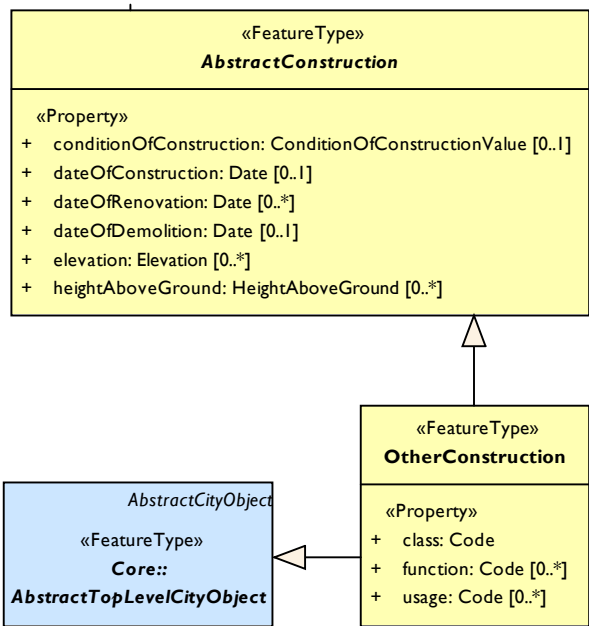 «FeatureType»
AbstractConstruction
«Property»
+ conditionOfConstruction: ConditionOfConstructionValue [0..1]
+ dateOfConstruction: Date [0..1]
+ dateOfRenovation: Date [0..*]
+ dateOfDemolition: Date [0..1]
+ elevation: Elevation [0..*]
+ heightAboveGround: HeightAboveGround [0..*]
«FeatureType»
OtherConstruction
«Property»
+ class: Code
+ function: Code [0..*]
+ usage: Code [0..*]
AbstractCityObject
«FeatureType»
Core::
AbstractTopLevelCityObject